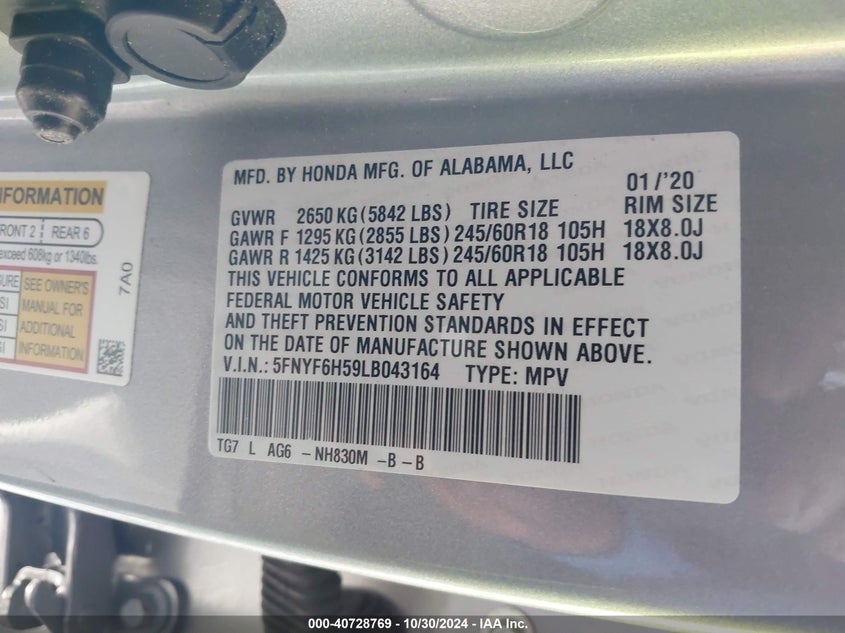 INFORMATION
FRONT 2 REAR 6
exceed 608kg or 1340lbs.
SEE OWNER'S
MANUAL FOR
ADDITIONAL
INFORMATION
7A0
MFD. BY HONDA MFG. OF ALABAMA, LLC
01/'20
GVWR 2650 KG (5842 LBS) TIRE SIZE RIM SIZE
GAWR F 1295 KG (2855 LBS) 245/60R18 105H 18X8.0J
GAWR R 1425 KG (3142 LBS) 245/60R18 105H 18X8.0J
THIS VEHICLE CONFORMS TO ALL APPLICABLE
FEDERAL MOTOR VEHICLE SAFETY
AND THEFT PREVENTION STANDARDS IN EFFECT
ON THE DATE OF MANUFACTURE SHOWN ABOVE.
V.I.N.: 5FNYF6H59LB043164 TYPE: MPV
TG7 L AG6 -NH830M -B-B
000-40728769 - 10/30/2024 - IAA Inc.